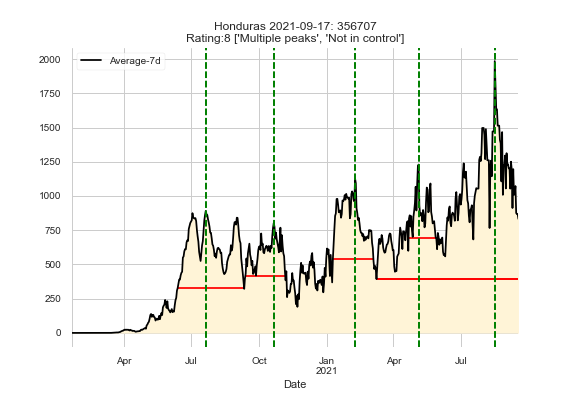 Honduras 2021-09-17: 356707
Rating:8 ['Multiple peaks', 'Not in control']
Average-7d
2000
1750
1500
1250
1000
750
500
250
0
Apr
Jul
Oct
Jan
2021
Apr
Jul
Date